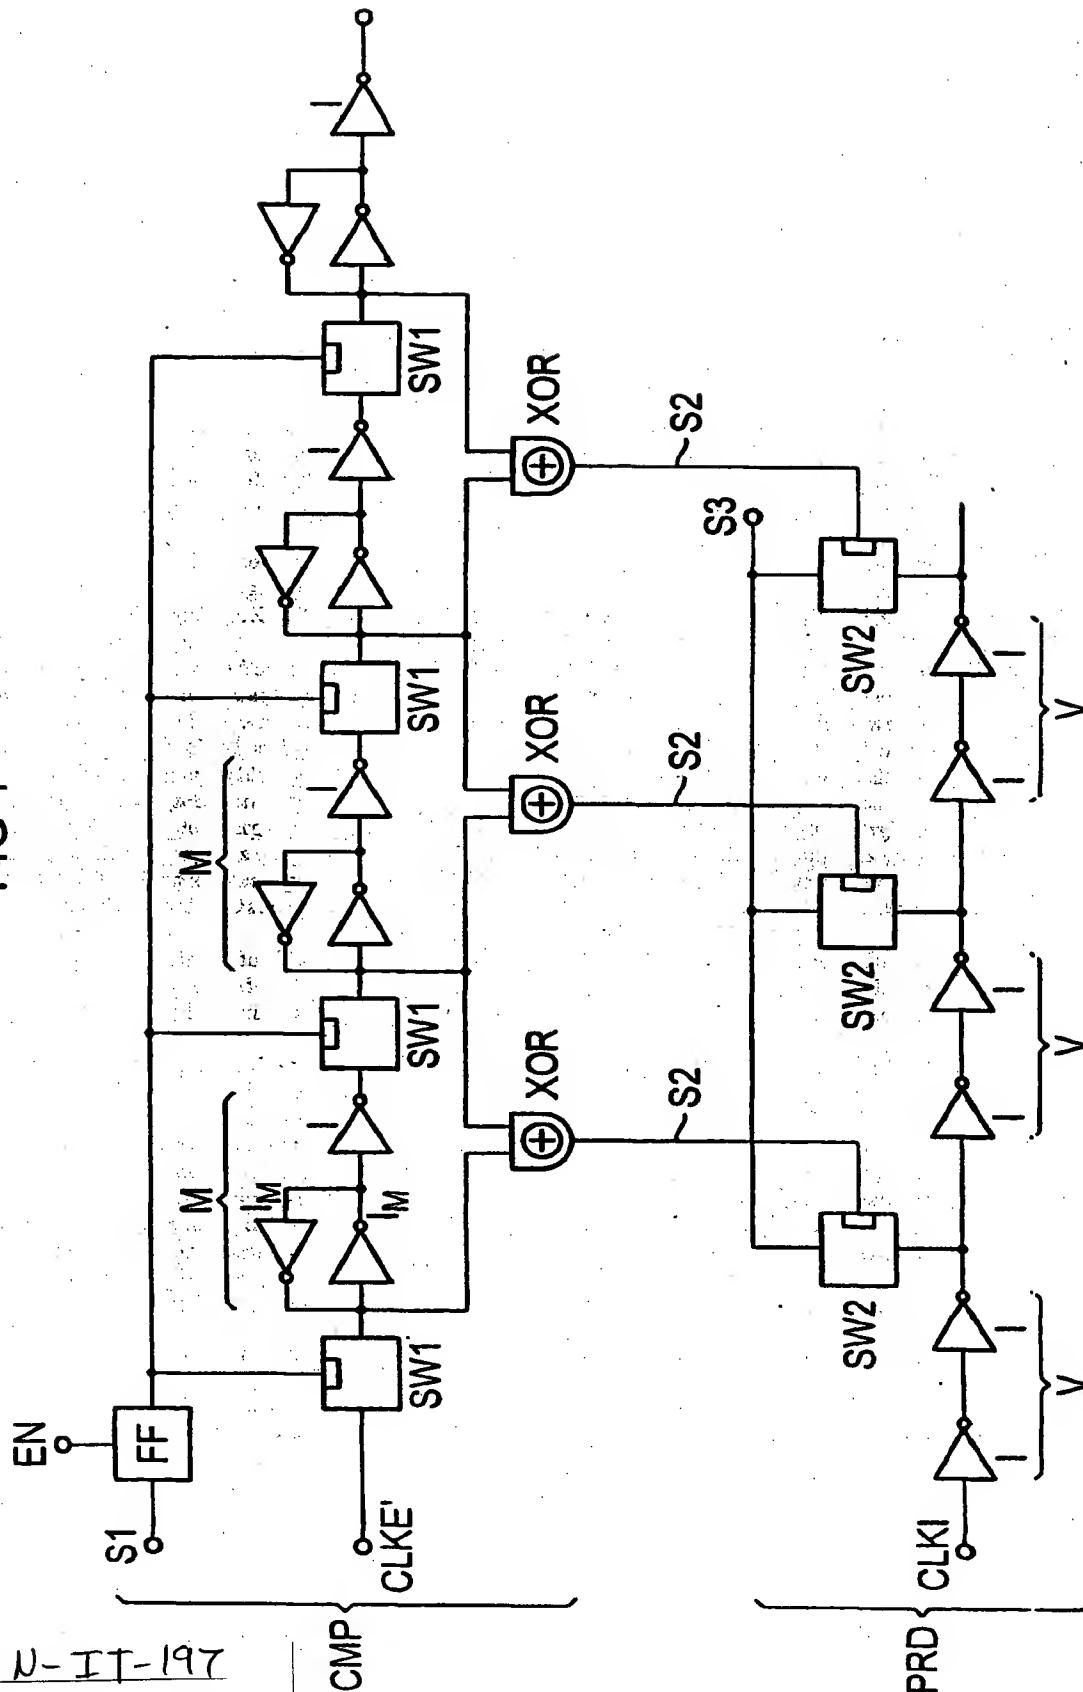 EN
S1
FF
CLKE'
CMP
SW1
SW1
SW1
SW1
M
M
I_M
I_M
I
I
I
I
XOR
XOR
XOR
S2
S2
S2
S3
SW2
SW2
SW2
PRD
CLKI
I
I
I
I
I
I
V
V
V
N-IT-197